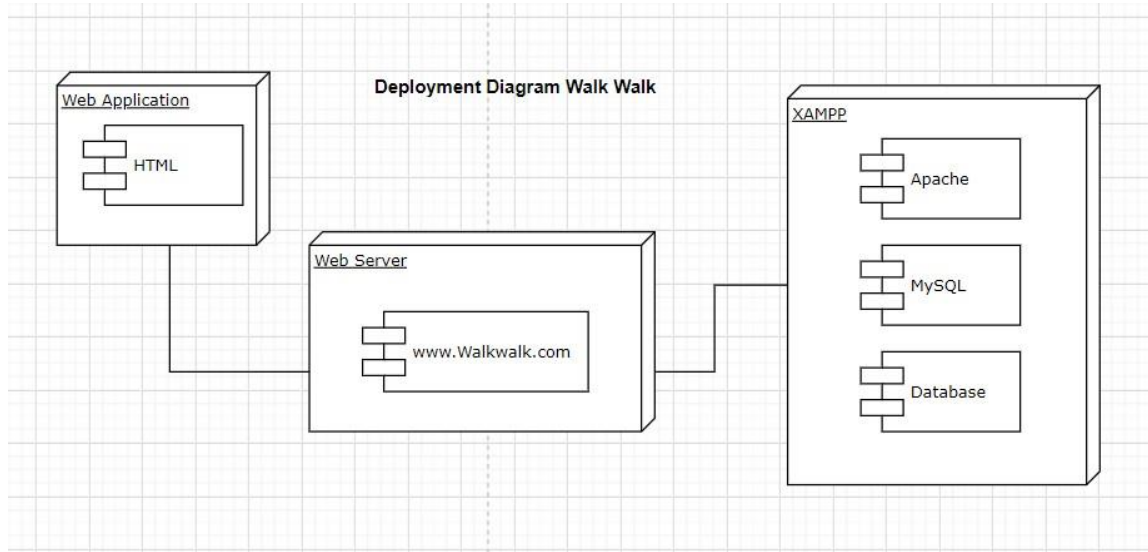 Deployment Diagram Walk Walk
Web Application
HTML
Web Server
www.Walkwalk.com
XAMPP
Apache
MySQL
Database